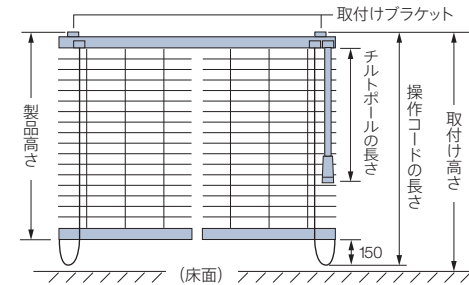 取付けブラケット
製品高さ
チルトポールの長さ
操作コードの長さ
取付け高さ
150
(床面)